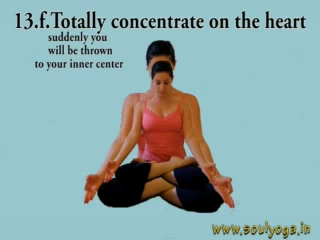 13.f.Totally concentrate on the heart
suddenly you
will be thrown
to your inner center
www.soulyoga.in